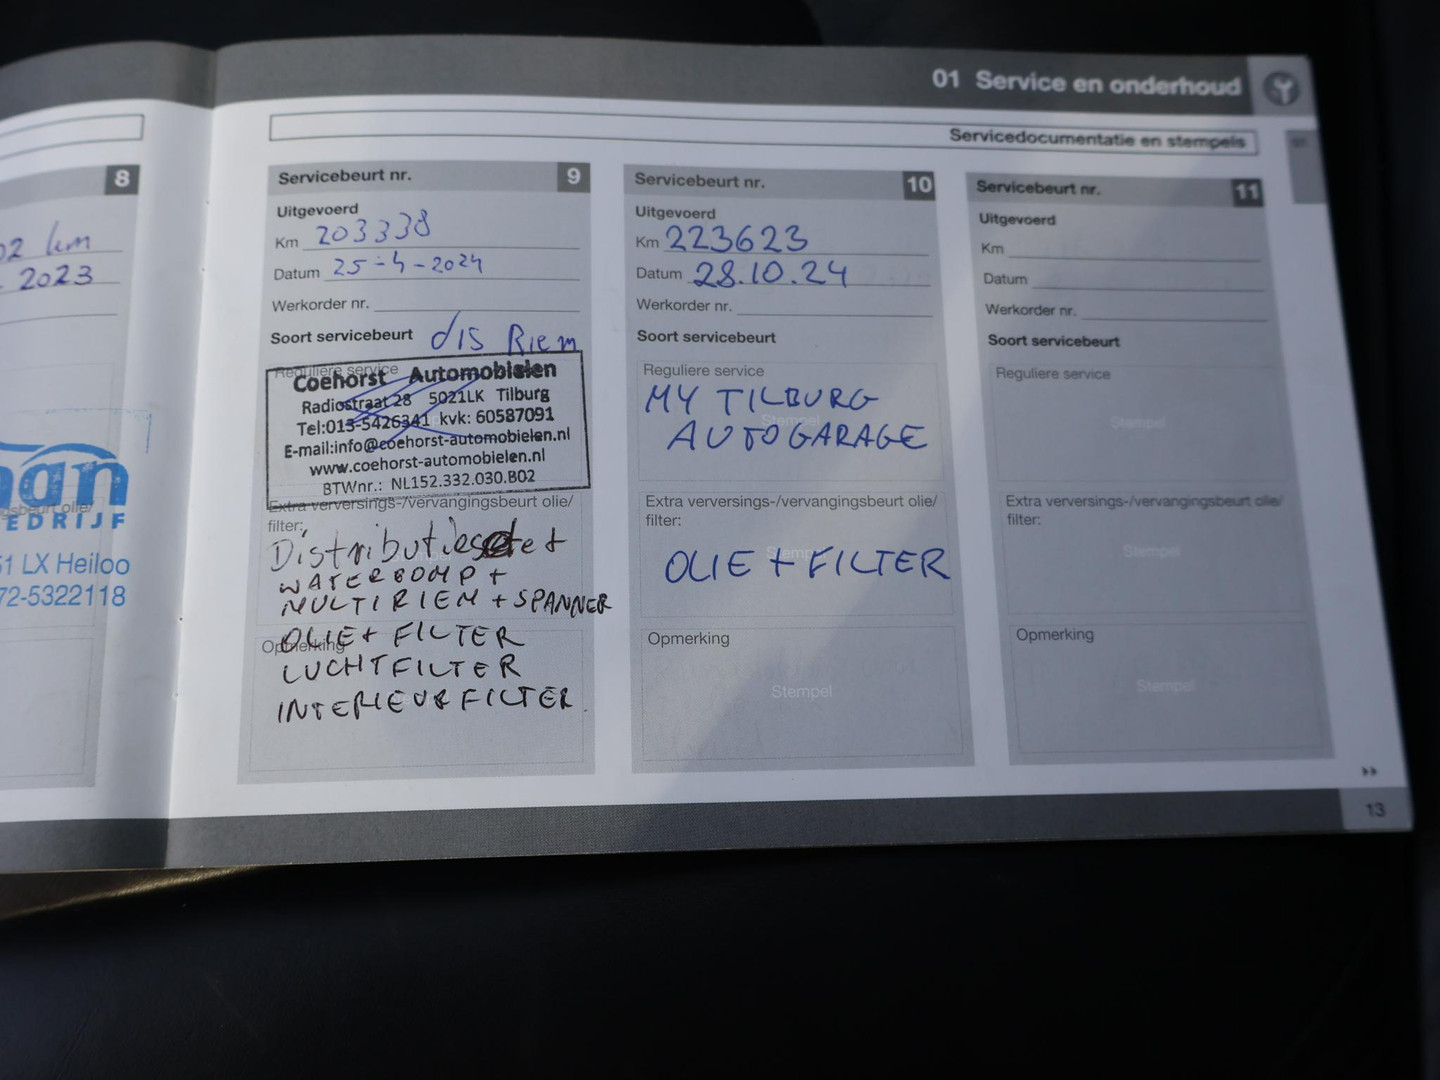 01 Service en onderhoud
Servicedocumentatie en stempels
8
02 km
2023
an
EDRIJF
51 LX Heiloo
72-5322118
Servicebeurt nr. 9
Uitgevoerd
Km 203338
Datum 25-4-2024
Werkorder nr.
Soort servicebeurt dis Riem
Reguliere service
Coehorst Automobielen
Radiostraat 28 5021LK Tilburg
Tel:013-5426341 kvk: 60587091
E-mail:info@coehorst-automobielen.nl
www.coehorst-automobielen.nl
BTWnr.: NL152.332.030.B02
Extra verversings-/vervangingsbeurt olie/
filter:
Distributieset
WATERPOMP +
MULTIRIEM + SPANNER
OLIE + FILTER
Opmerking
LUCHTFILTER
INTERIEURFILTER
Servicebeurt nr. 10
Uitgevoerd
Km 223623
Datum 28.10.24
Werkorder nr.
Soort servicebeurt
Reguliere service
MY TILBURG
Stempel
AUTOGARAGE
Extra verversings-/vervangingsbeurt olie/
filter:
Stempel
OLIE + FILTER
Opmerking
Stempel
Servicebeurt nr. 11
Uitgevoerd
Km
Datum
Werkorder nr.
Soort servicebeurt
Reguliere service
Stempel
Extra verversings-/vervangingsbeurt olie/
filter:
Stempel
Opmerking
Stempel
13